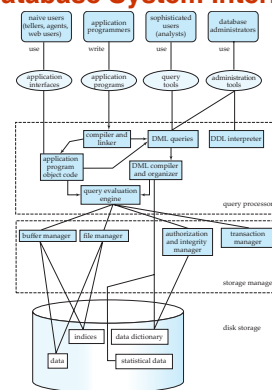 Database System Inter
naive users
(tellers, agents,
web users)
application
programmers
sophisticated
users
(analysts)
database
administrators
use
write
use
use
application
interfaces
application
programs
query
tools
administration
tools
compiler and
linker
DML queries
DDL interpreter
application
program
object code
DML compiler
and organizer
query evaluation
engine
query processor
buffer manager
file manager
authorization
and integrity
manager
transaction
manager
storage manager
disk storage
indices
data dictionary
data
statistical data